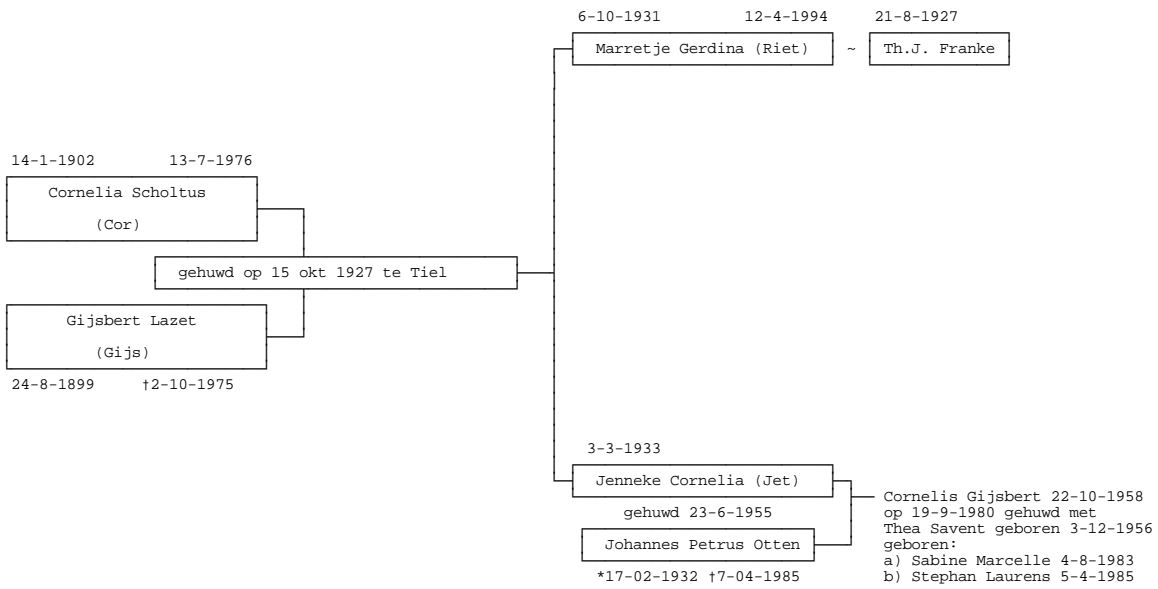 6-10-1931 12-4-1994 21-8-1927
Marretje Gerdina (Riet) ~ Th.J. Franke
14-1-1902 13-7-1976
Cornelia Scholtus
(Cor)
gehuwd op 15 okt 1927 te Tiel
Gijsbert Lazet
(Gijs)
24-8-1899 †2-10-1975
3-3-1933
Jenneke Cornelia (Jet)
gehuwd 23-6-1955
Johannes Petrus Otten
*17-02-1932 †7-04-1985
Cornelis Gijsbert 22-10-1958
op 19-9-1980 gehuwd met
Thea Savent geboren 3-12-1956
geboren:
a) Sabine Marcelle 4-8-1983
b) Stephan Laurens 5-4-1985